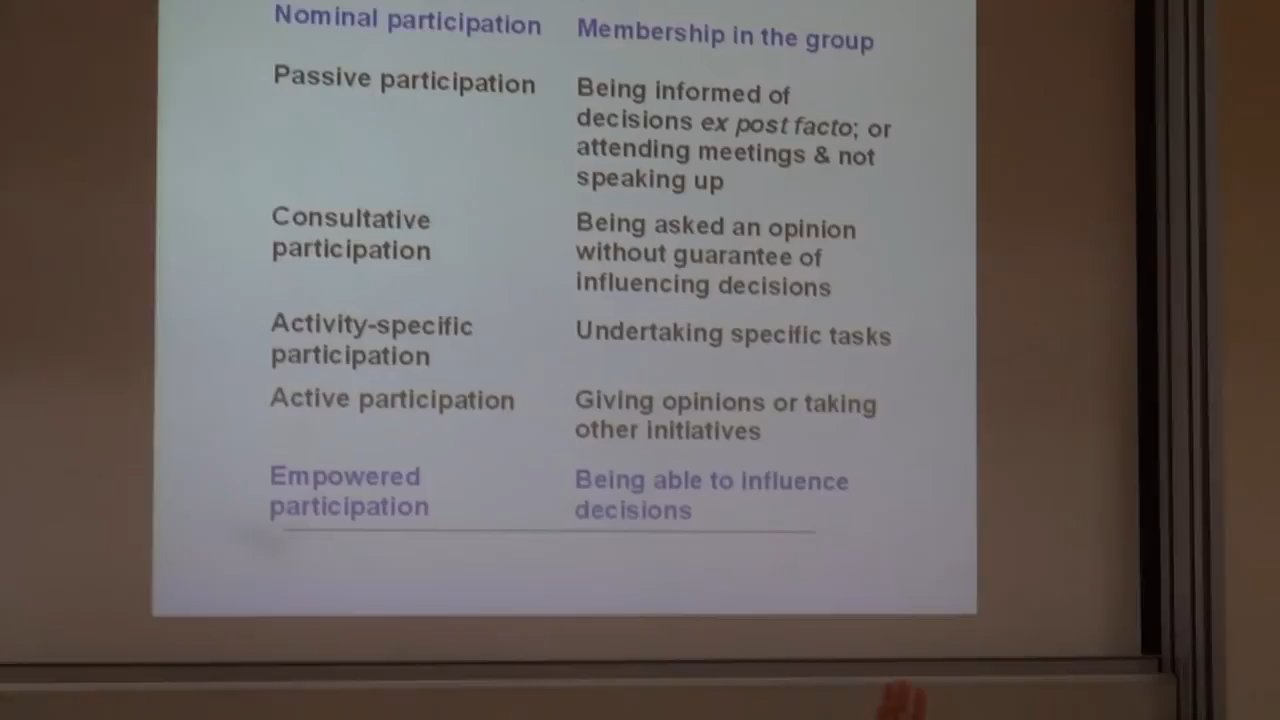 Nominal participation
Membership in the group
Passive participation
Being informed of
decisions ex post facto; or
attending meetings & not
speaking up
Consultative
participation
Being asked an opinion
without guarantee of
influencing decisions
Activity-specific
participation
Undertaking specific tasks
Active participation
Giving opinions or taking
other initiatives
Empowered
participation
Being able to influence
decisions